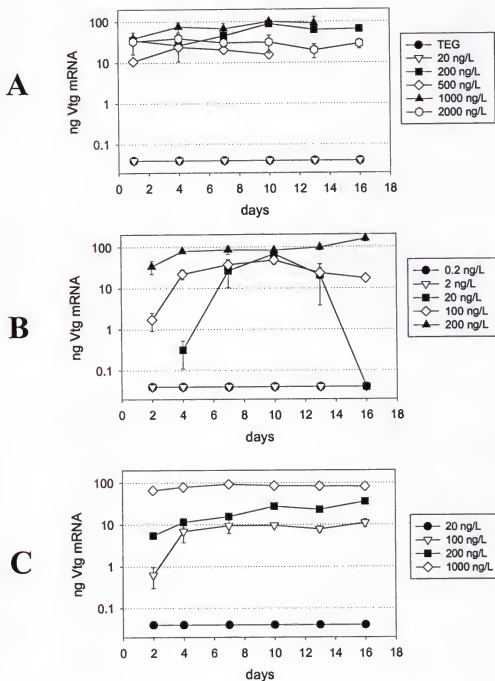 A
ng Vtg mRNA
100
10
1
0.1
0 2 4 6 8 10 12 14 16 18
days
TEG
20 ng/L
200 ng/L
500 ng/L
1000 ng/L
2000 ng/L
B
ng Vtg mRNA
100
10
1
0.1
0 2 4 6 8 10 12 14 16 18
days
0.2 ng/L
2 ng/L
20 ng/L
100 ng/L
200 ng/L
C
ng Vtg mRNA
100
10
1
0.1
0 2 4 6 8 10 12 14 16 18
days
20 ng/L
100 ng/L
200 ng/L
1000 ng/L